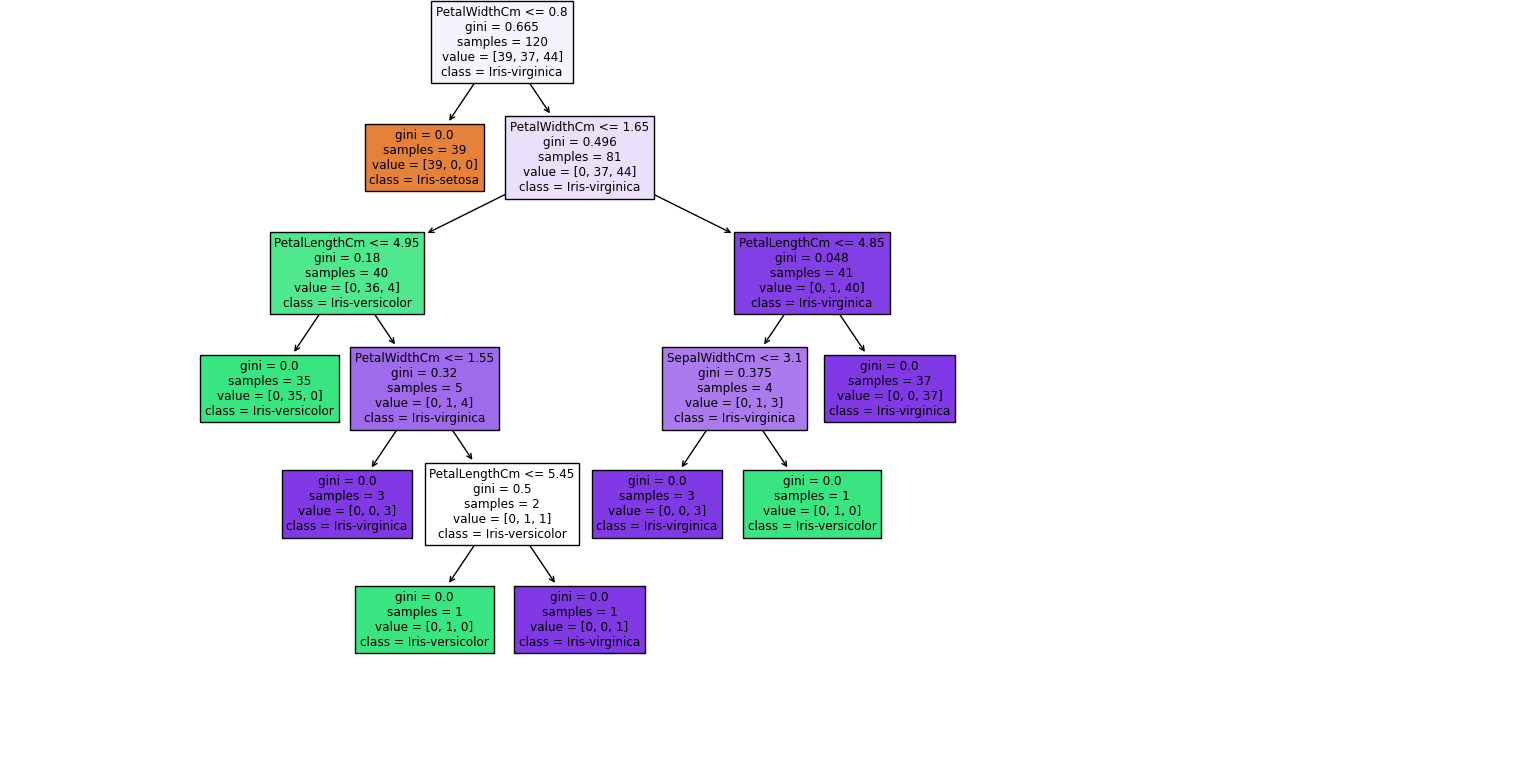 PetalWidthCm <= 0.8
gini = 0.665
samples = 120
value = [39, 37, 44]
class = Iris-virginica
gini = 0.0
samples = 39
value = [39, 0, 0]
class = Iris-setosa
PetalWidthCm <= 1.65
gini = 0.496
samples = 81
value = [0, 37, 44]
class = Iris-virginica
PetalLengthCm <= 4.95
gini = 0.18
samples = 40
value = [0, 36, 4]
class = Iris-versicolor
PetalLengthCm <= 4.85
gini = 0.048
samples = 41
value = [0, 1, 40]
class = Iris-virginica
gini = 0.0
samples = 35
value = [0, 35, 0]
class = Iris-versicolor
PetalWidthCm <= 1.55
gini = 0.32
samples = 5
value = [0, 1, 4]
class = Iris-virginica
SepalWidthCm <= 3.1
gini = 0.375
samples = 4
value = [0, 1, 3]
class = Iris-virginica
gini = 0.0
samples = 37
value = [0, 0, 37]
class = Iris-virginica
gini = 0.0
samples = 3
value = [0, 0, 3]
class = Iris-virginica
PetalLengthCm <= 5.45
gini = 0.5
samples = 2
value = [0, 1, 1]
class = Iris-versicolor
gini = 0.0
samples = 3
value = [0, 0, 3]
class = Iris-virginica
gini = 0.0
samples = 1
value = [0, 1, 0]
class = Iris-versicolor
gini = 0.0
samples = 1
value = [0, 1, 0]
class = Iris-versicolor
gini = 0.0
samples = 1
value = [0, 0, 1]
class = Iris-virginica